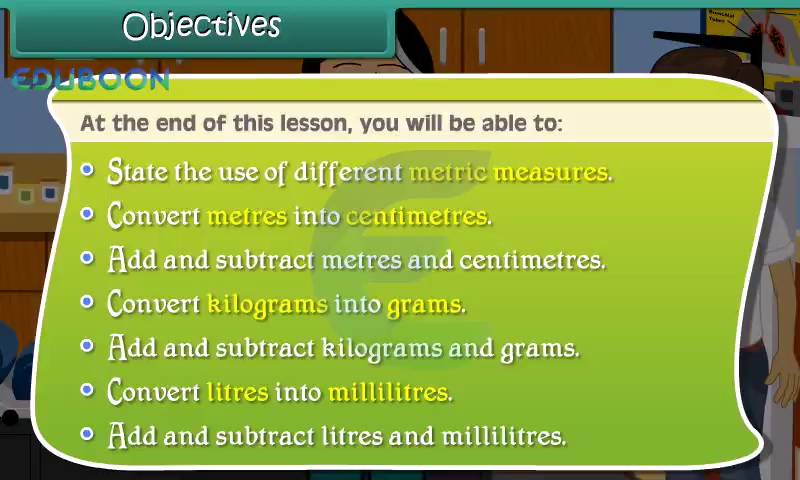 Objectives
Bronchial
Tubes
EDUBOON
At the end of this lesson, you will be able to:
State the use of different metric measures.
Convert metres into centimetres.
Add and subtract metres and centimetres.
Convert kilograms into grams.
Add and subtract kilograms and grams.
Convert litres into millilitres.
Add and subtract litres and millilitres.